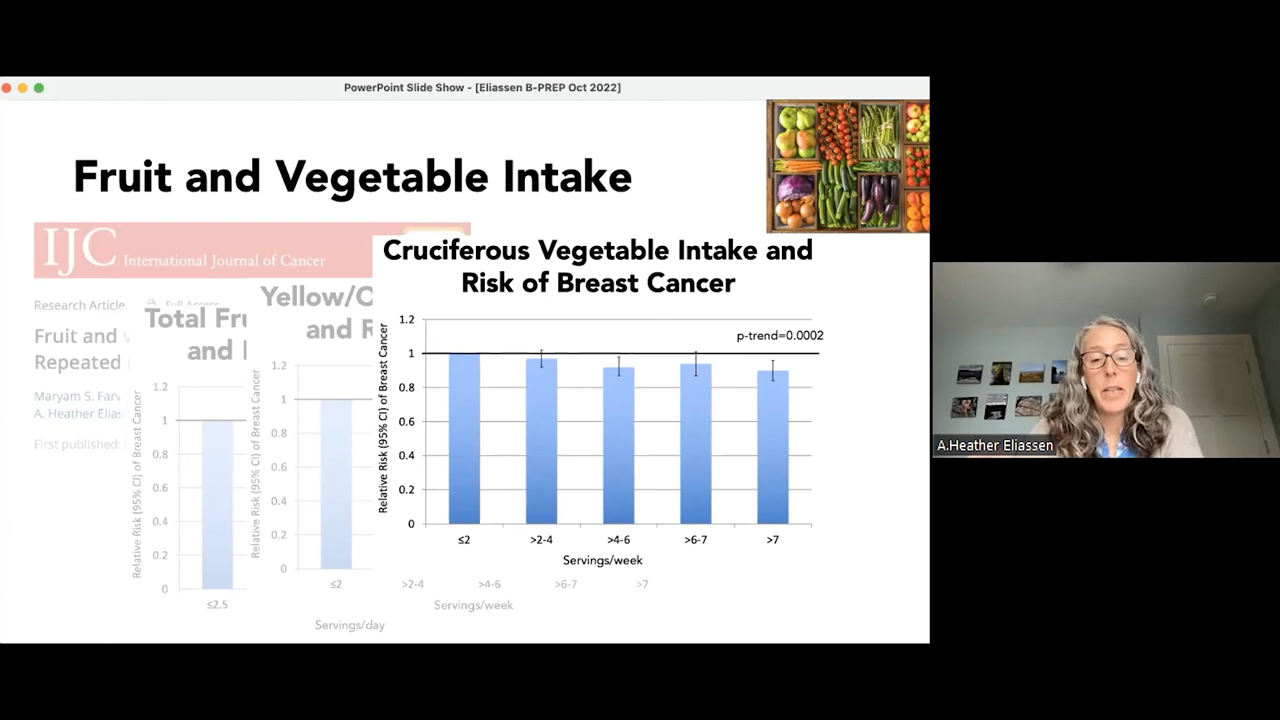 PowerPoint Slide Show - [Eliassen B-PREP Oct 2022]
Fruit and Vegetable Intake
IJC International Journal of Cancer
Research Article Full Access
Fruit and
Repeated
Maryam S. Farv
A. Heather Elias
First published:
Total Fru
and
1.2
1
0.8
0.6
0.4
0.2
0
Relative Risk (95% CI) of Breast Cancer
≤2.5
Servings/day
Yellow/O
and R
1.2
1
0.8
0.6
0.4
0.2
0
Relative Risk (95% CI) of Breast Cancer
≤2 >2-4 >4-6 >6-7 >7
Servings/week
Cruciferous Vegetable Intake and
Risk of Breast Cancer
p-trend=0.0002
1.2
1
0.8
0.6
0.4
0.2
0
Relative Risk (95% CI) of Breast Cancer
≤2 >2-4 >4-6 >6-7 >7
Servings/week
A.Heather Eliassen